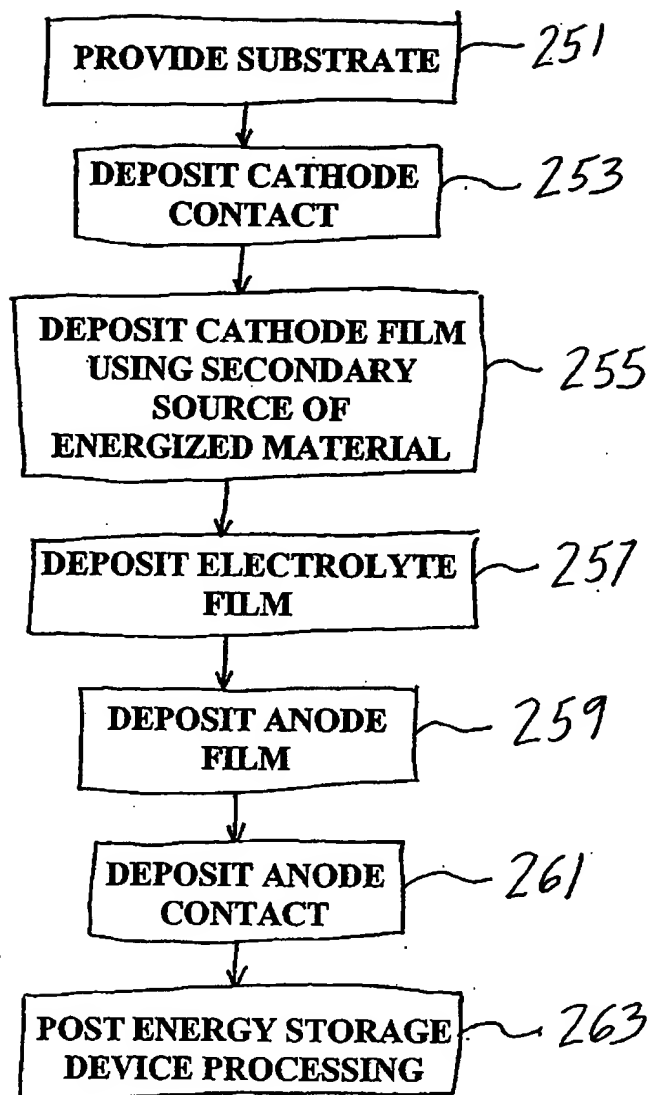 PROVIDE SUBSTRATE 251
DEPOSIT CATHODE 253
CONTACT
DEPOSIT CATHODE FILM
USING SECONDARY 255
SOURCE OF
ENERGIZED MATERIAL
DEPOSIT ELECTROLYTE 257
FILM
DEPOSIT ANODE 259
FILM
DEPOSIT ANODE 261
CONTACT
POST ENERGY STORAGE 263
DEVICE PROCESSING